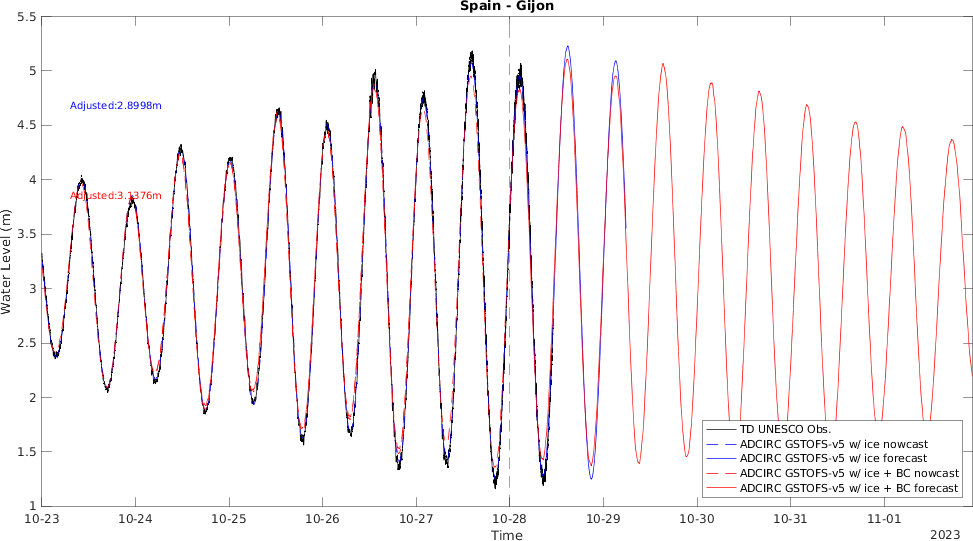 Spain - Gijon
5.5
5
4.5
4
3.5
3
2.5
2
1.5
1
Water Level (m)
Adjusted:2.8998m
Adjusted:3.1376m
TD UNESCO Obs.
ADCIRC GSTOFS-v5 w/ ice nowcast
ADCIRC GSTOFS-v5 w/ ice forecast
ADCIRC GSTOFS-v5 w/ ice + BC nowcast
ADCIRC GSTOFS-v5 w/ ice + BC forecast
10-23 10-24 10-25 10-26 10-27 10-28 10-29 10-30 10-31 11-01
Time
2023